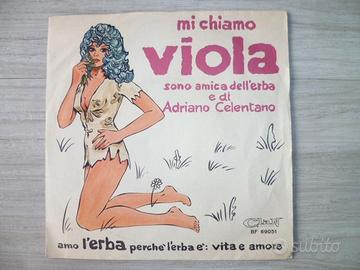 mi chiamo
viola
sono amica dell'erba
e di
Adriano Celentano
Clan
BF 69051
amo l'erba perchè l'erba è: vita e amore
subito